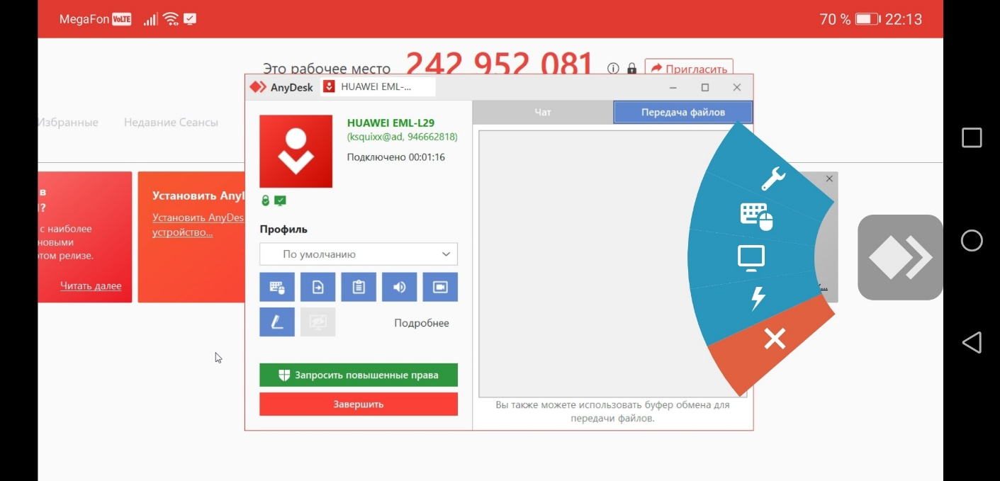 MegaFon VoLTE
70 % 22:13
Это рабочее место 242 952 081 Пригласить
AnyDesk HUAWEI EML-...
Избранные Недавние Сеансы
Чат Передача файлов
HUAWEI EML-L29
(ksquixx@ad, 946662818)
Подключено 00:01:16
в
с наиболее
новыми
том релизе.
Читать далее
Установить Any
Установить AnyDes
устройство...
Профиль
По умолчанию
Подробнее
Запросить повышенные права
Завершить
Вы также можете использовать буфер обмена для
передачи файлов.